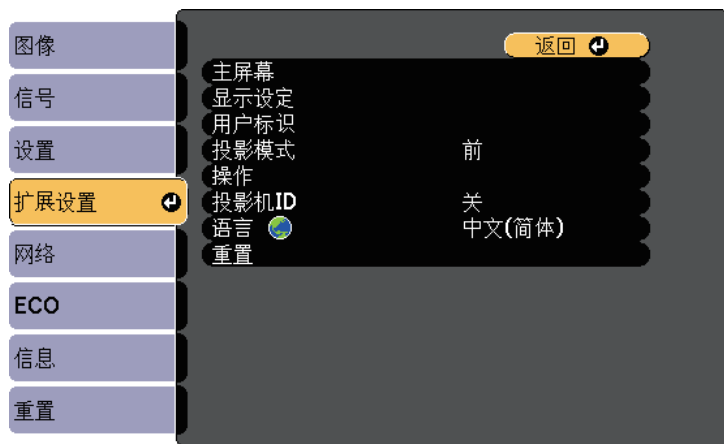 图像
信号
设置
扩展设置
网络
ECO
信息
重置
返回
主屏幕
显示设定
用户标识
投影模式 前
操作
投影机ID 关
语言 中文(简体)
重置